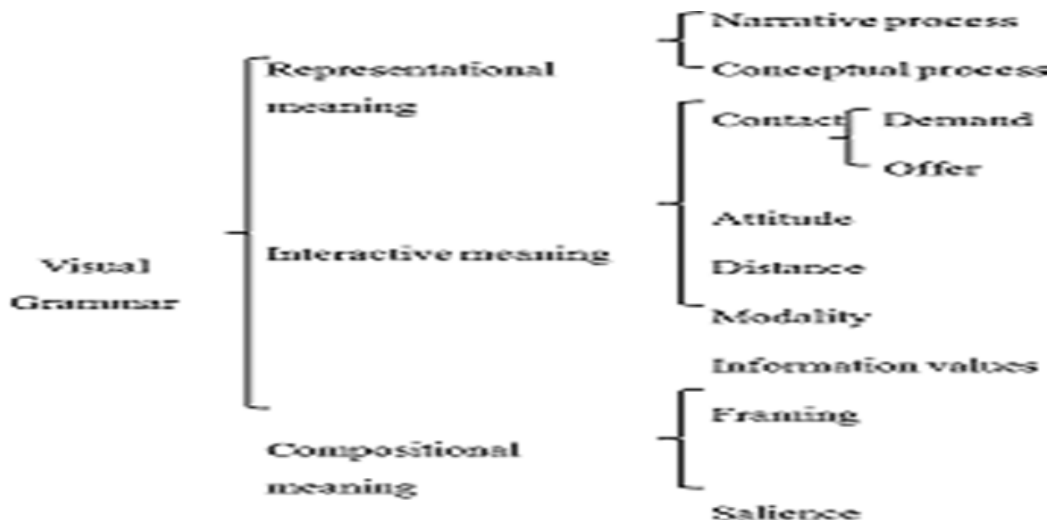 Narrative process
Representational
meaning
Conceptual process
Contact
Demand
Offer
Attitude
Interactive meaning
Distance
Visual
Grammar
Modality
Information values
Framing
Compositional
meaning
Salience